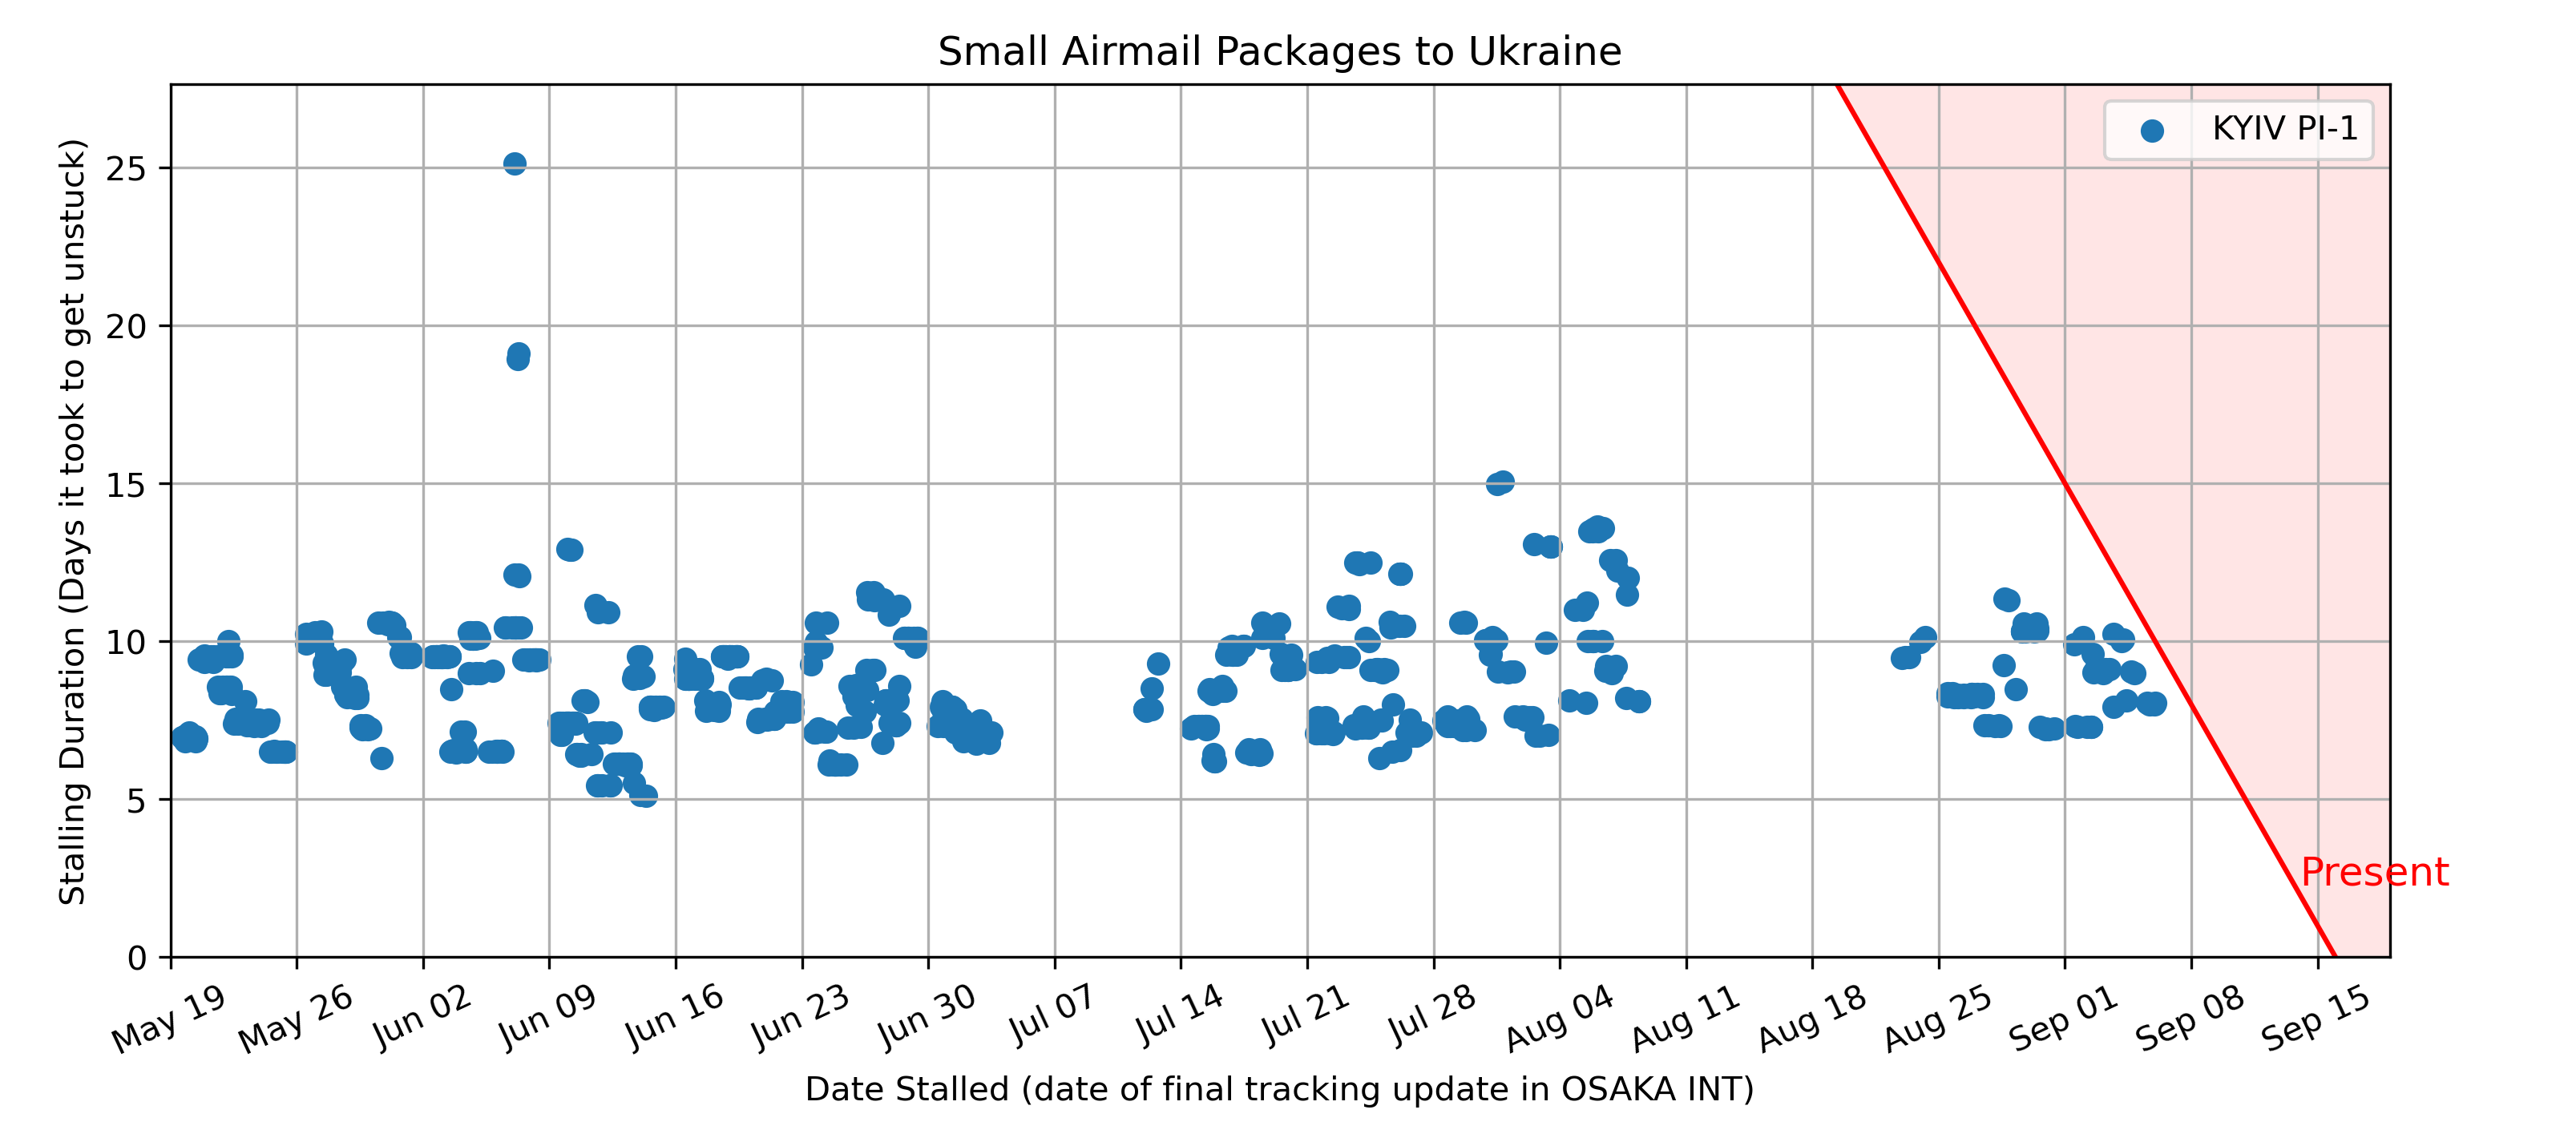 Small Airmail Packages to Ukraine
KYIV PI-1
Stalling Duration (Days it took to get unstuck)
25
20
15
10
5
0
Present
May 19
May 26
Jun 02
Jun 09
Jun 16
Jun 23
Jun 30
Jul 07
Jul 14
Jul 21
Jul 28
Aug 04
Aug 11
Aug 18
Aug 25
Sep 01
Sep 08
Sep 15
Date Stalled (date of final tracking update in OSAKA INT)